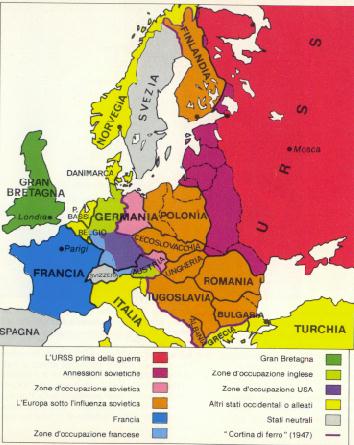 FINLANDIA
SVEZIA
NORVEGIA
U R S S
Mosca
DANIMARCA
GRAN
BRETAGNA
Londra
P.
BASSI
GERMANIA
POLONIA
BELGIO
Parigi
CECOSLOVACCHIA
FRANCIA
SVIZZERA
AUSTRIA
UNGHERIA
ROMANIA
IUGOSLAVIA
ITALIA
BULGARIA
ALBANIA
GRECIA
TURCHIA
SPAGNA
L'URSS prima della guerra
Annessioni sovietiche
Zone d'occupazione sovietica
L'Europa sotto l'influenza sovietica
Francia
Zone d'occupazione francese
Gran Bretagna
Zone d'occupazione inglese
Zone d'occupazione USA
Altri stati occidentali o alleati
Stati neutrali
"Cortina di ferro" (1947)